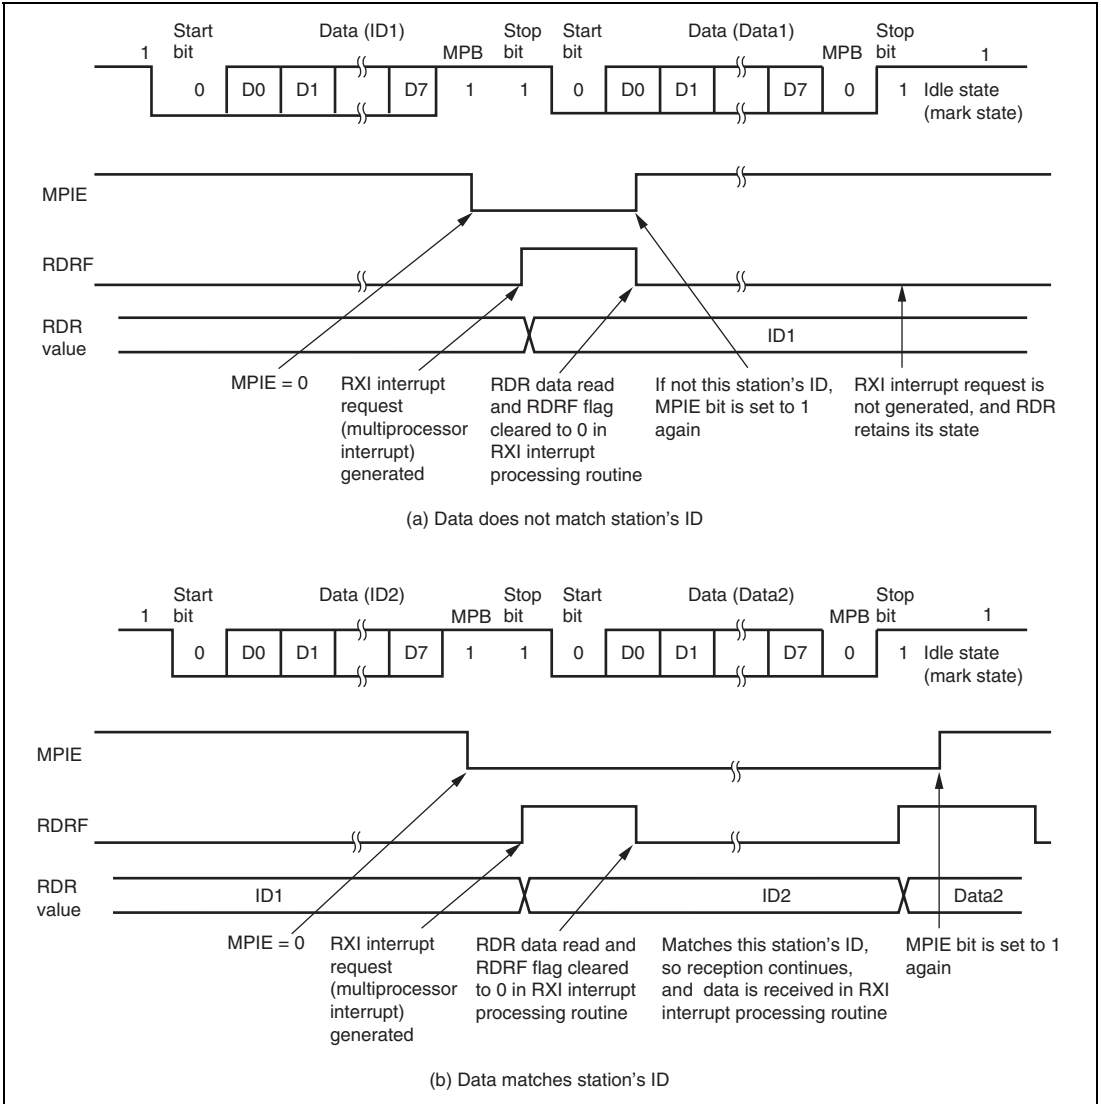 Start bit Data (ID1) MPB Stop bit Start bit Data (Data1) MPB Stop bit
1 0 D0 D1 D7 1 1 0 D0 D1 D7 0 1 1
Idle state
(mark state)
MPIE
RDRF
RDR
value
ID1
MPIE = 0
RXI interrupt
request
(multiprocessor
interrupt)
generated
RDR data read
and RDRF flag
cleared to 0 in
RXI interrupt
processing routine
If not this station's ID,
MPIE bit is set to 1
again
RXI interrupt request is
not generated, and RDR
retains its state
(a) Data does not match station's ID
Start bit Data (ID2) MPB Stop bit Start bit Data (Data2) MPB Stop bit
1 0 D0 D1 D7 1 1 0 D0 D1 D7 0 1 1
Idle state
(mark state)
MPIE
RDRF
RDR
value
ID1 ID2 Data2
MPIE = 0
RXI interrupt
request
(multiprocessor
interrupt)
generated
RDR data read and
RDRF flag cleared
to 0 in RXI interrupt
processing routine
Matches this station's ID,
so reception continues,
and data is received in RXI
interrupt processing routine
MPIE bit is set to 1
again
(b) Data matches station's ID